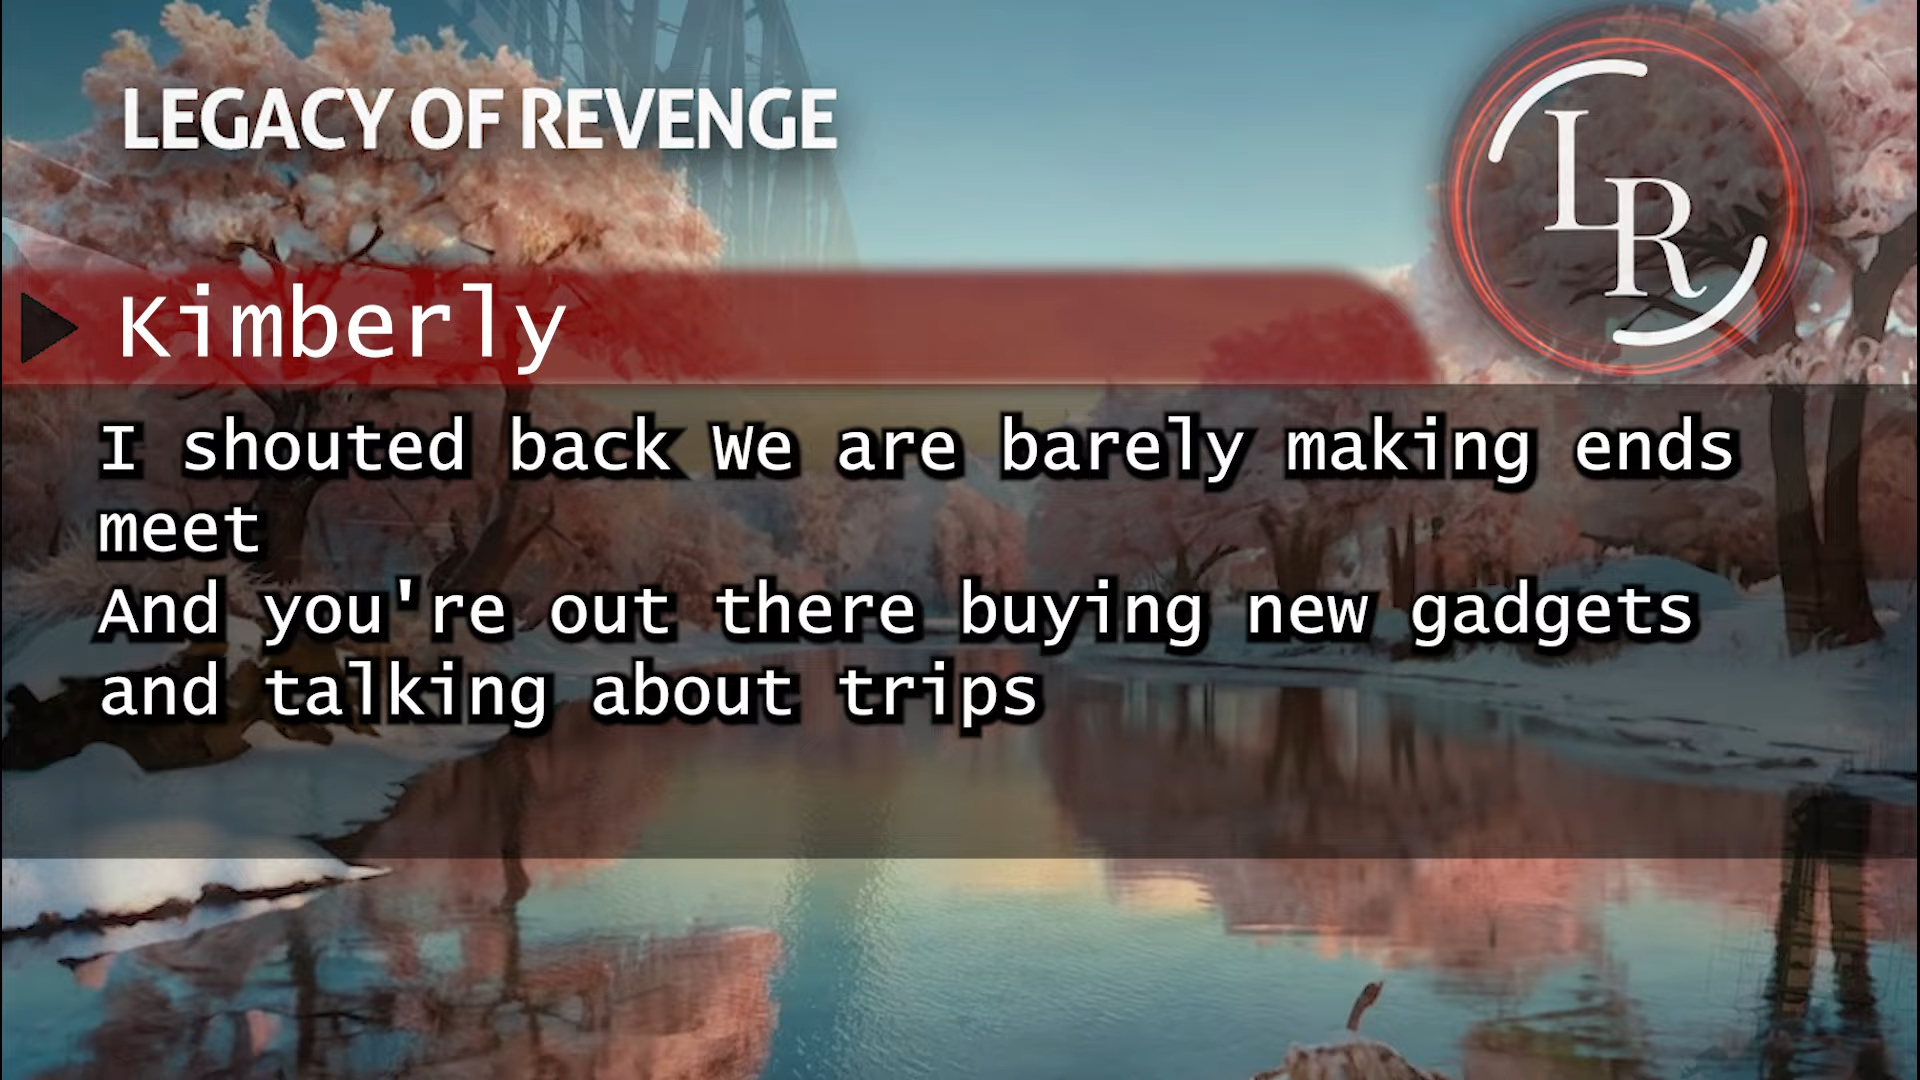 LEGACY OF REVENGE
LR
Kimberly
I shouted back We are barely making ends
meet
And you're out there buying new gadgets
and talking about trips